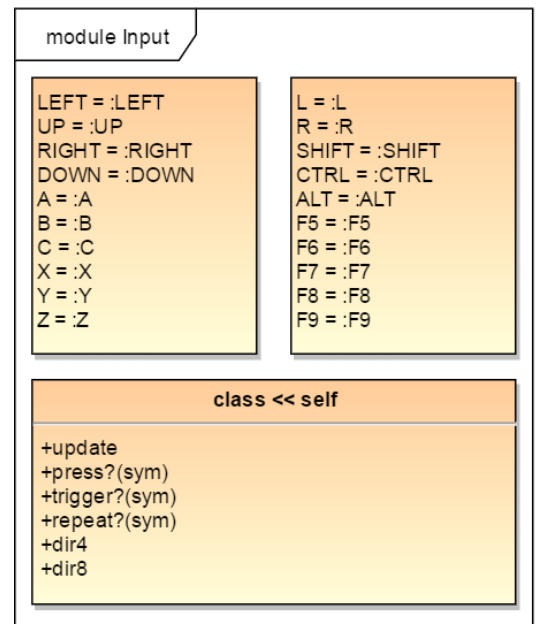 module Input
LEFT = :LEFT
UP = :UP
RIGHT = :RIGHT
DOWN = :DOWN
A = :A
B = :B
C = :C
X = :X
Y = :Y
Z = :Z
L = :L
R = :R
SHIFT = :SHIFT
CTRL = :CTRL
ALT = :ALT
F5 = :F5
F6 = :F6
F7 = :F7
F8 = :F8
F9 = :F9
class << self
+update
+press?(sym)
+trigger?(sym)
+repeat?(sym)
+dir4
+dir8